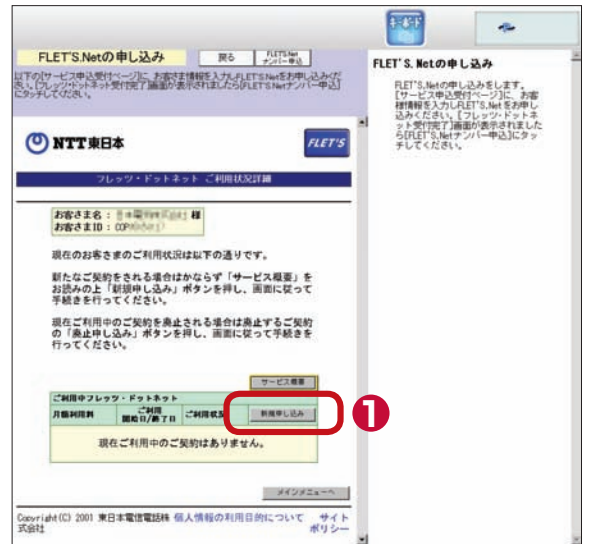 キーボード
FLET'S.Netの申し込み
戻る
FLET'S.Net
ナンバー申込
以下の[サービス申込受付ページ]に、お客さま情報を入力しFLET'S.Netをお申し込みくだ
さい。[フレッツ・ドットネット受付完了]画面が表示されましたら[FLET'S.Netナンバー申込]
にタッチしてください。
NTT東日本
FLET'S
フレッツ・ドットネット ご利用状況詳細
お客さま名: 様
お客さまID: COP
現在のお客さまのご利用状況は以下の通りです。
新たなご契約をされる場合はかならず「サービス概要」を
お読みの上「新規申し込み」ボタンを押し、画面に従って
手続きを行ってください。
現在ご利用中のご契約を廃止される場合は廃止するご契約
の「廃止申し込み」ボタンを押し、画面に従って手続きを
行ってください。
サービス概要
ご利用中フレッツ・ドットネット
月額利用料
ご利用
開始日/終了日
ご利用状況
新規申し込み
1
現在ご利用中のご契約はありません。
メインメニューへ
Copyright(C) 2001 東日本電信電話株 個人情報の利用目的について サイト
式会社 ポリシー
FLET'S.Netの申し込み
FLET'S.Netの申し込みをします。
[サービス申込受付ページ]に、お客
様情報を入力しFLET'S.Netをお申し
込みください。[フレッツ・ドットネ
ット受付完了]画面が表示されました
ら[FLET'S.Netナンバー申込]にタッ
チしてください。